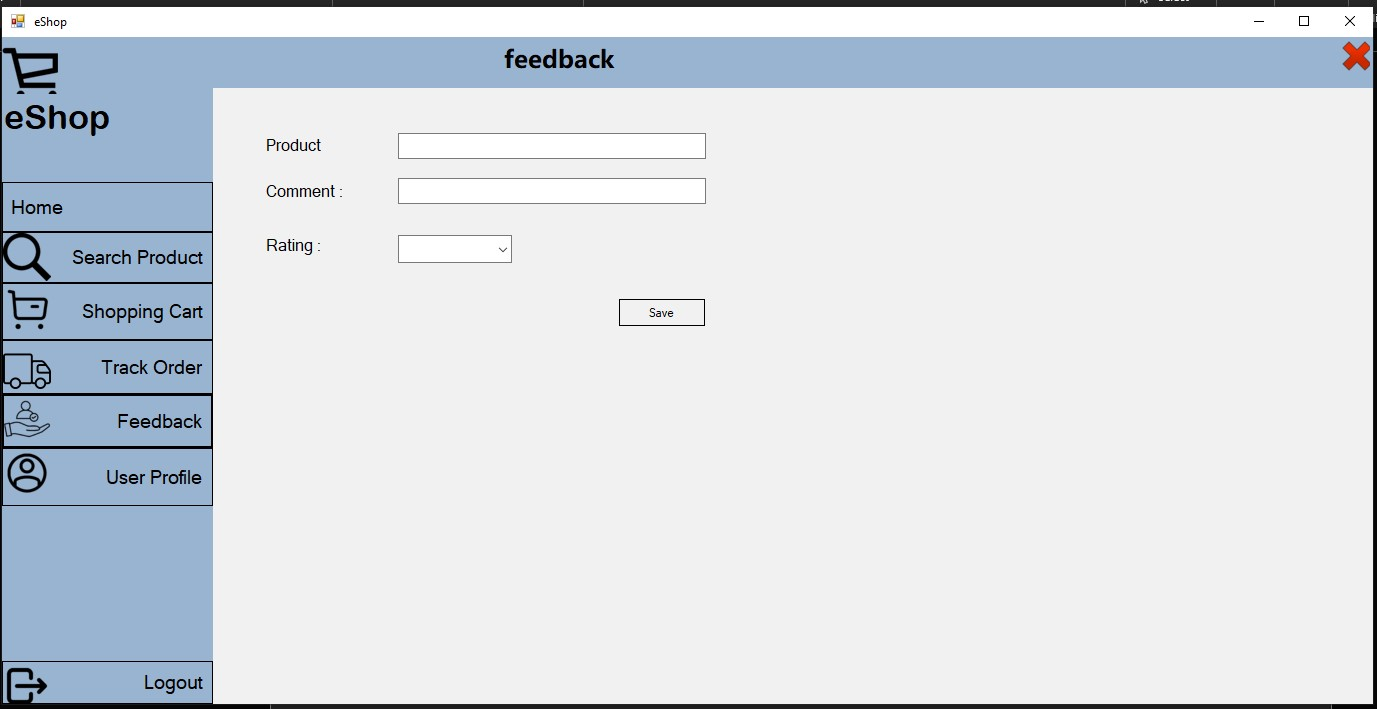 eShop
feedback
eShop
Product
Comment :
Rating :
Save
Home
Search Product
Shopping Cart
Track Order
Feedback
User Profile
Logout